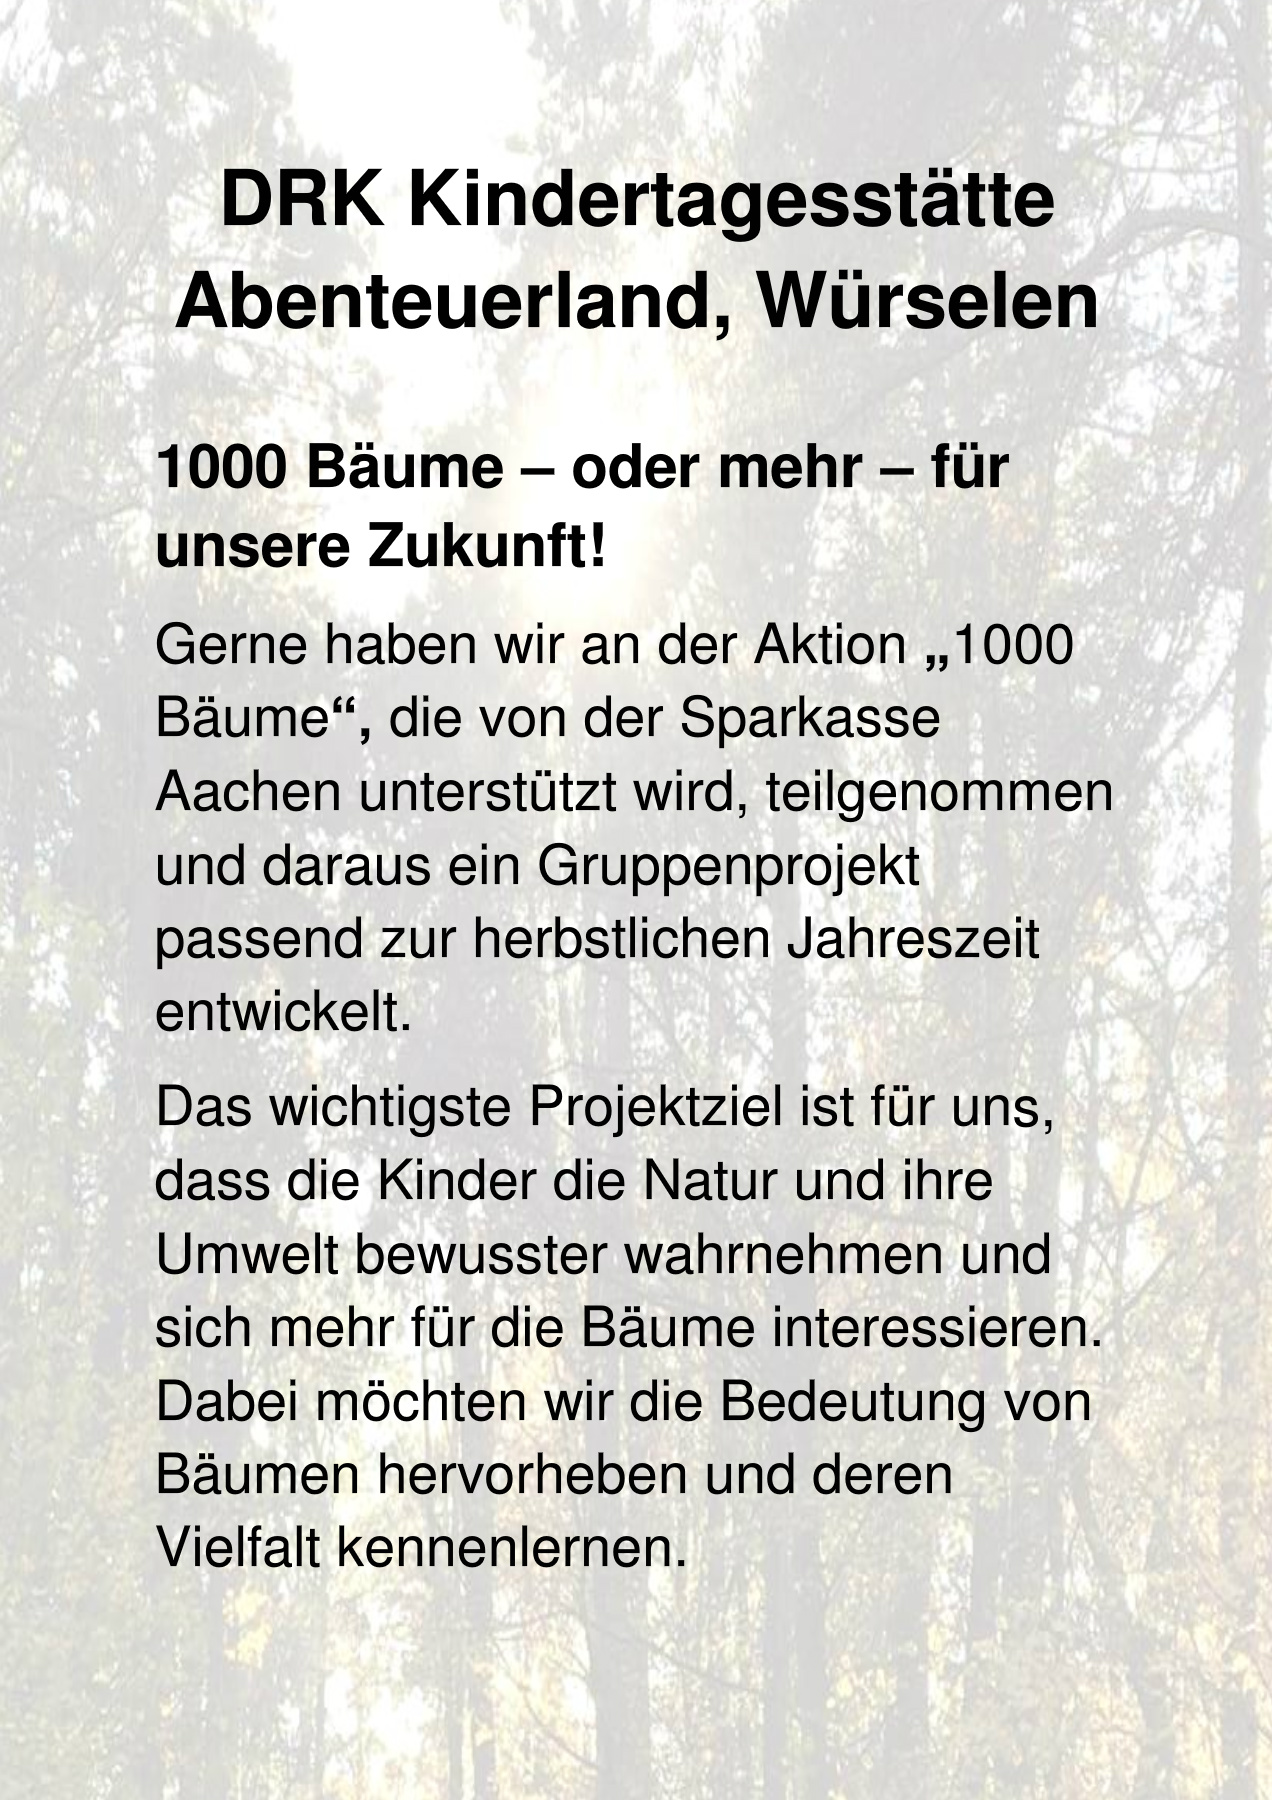 DRK Kindertagesstätte
Abenteuerland, Würselen
1000 Bäume – oder mehr – für
unsere Zukunft!
Gerne haben wir an der Aktion „1000
Bäume“, die von der Sparkasse
Aachen unterstützt wird, teilgenommen
und daraus ein Gruppenprojekt
passend zur herbstlichen Jahreszeit
entwickelt.
Das wichtigste Projektziel ist für uns,
dass die Kinder die Natur und ihre
Umwelt bewusster wahrnehmen und
sich mehr für die Bäume interessieren.
Dabei möchten wir die Bedeutung von
Bäumen hervorheben und deren
Vielfalt kennenlernen.